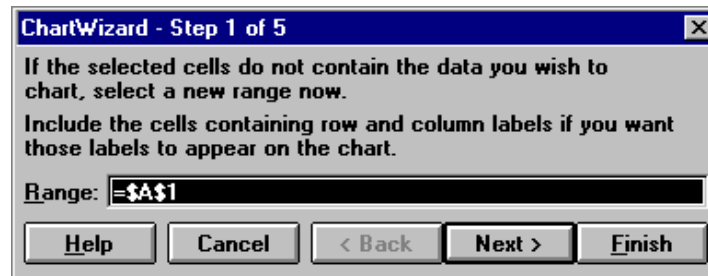 ChartWizard - Step 1 of 5
If the selected cells do not contain the data you wish to
chart, select a new range now.
Include the cells containing row and column labels if you want
those labels to appear on the chart.
Range: =$A$1
Help Cancel < Back Next > Finish